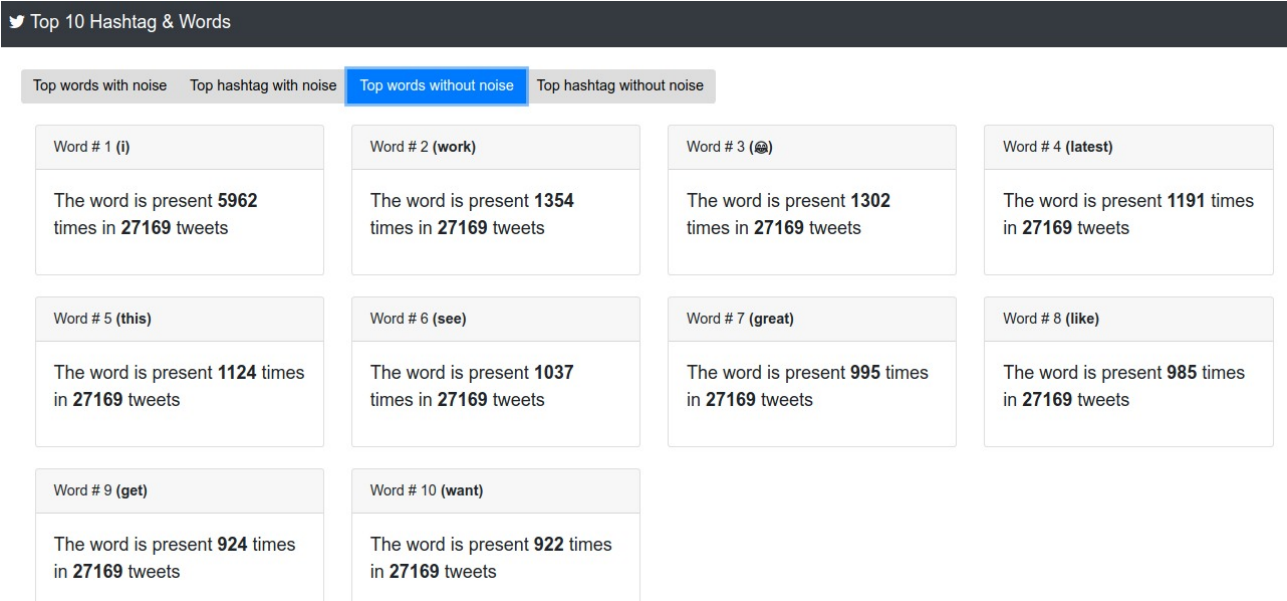 Top 10 Hashtag & Words
Top words with noise
Top hashtag with noise
Top words without noise
Top hashtag without noise
Word # 1 (i)
The word is present 5962
times in 27169 tweets
Word # 2 (work)
The word is present 1354
times in 27169 tweets
Word # 3 (😂)
The word is present 1302
times in 27169 tweets
Word # 4 (latest)
The word is present 1191 times
in 27169 tweets
Word # 5 (this)
The word is present 1124 times
in 27169 tweets
Word # 6 (see)
The word is present 1037
times in 27169 tweets
Word # 7 (great)
The word is present 995 times
in 27169 tweets
Word # 8 (like)
The word is present 985 times
in 27169 tweets
Word # 9 (get)
The word is present 924 times
in 27169 tweets
Word # 10 (want)
The word is present 922 times
in 27169 tweets